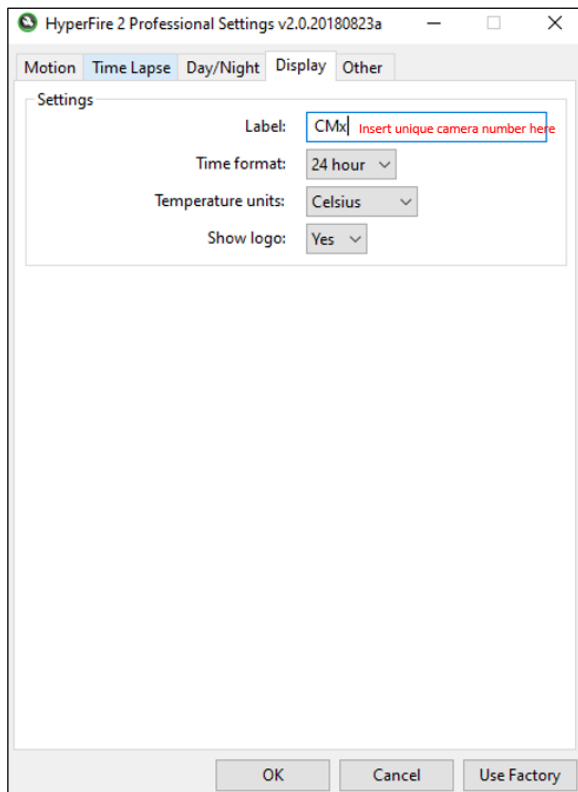 HyperFire 2 Professional Settings v2.0.20180823a
Motion Time Lapse Day/Night Display Other
Settings
Label: CMx Insert unique camera number here
Time format: 24 hour
Temperature units: Celsius
Show logo: Yes
OK Cancel Use Factory